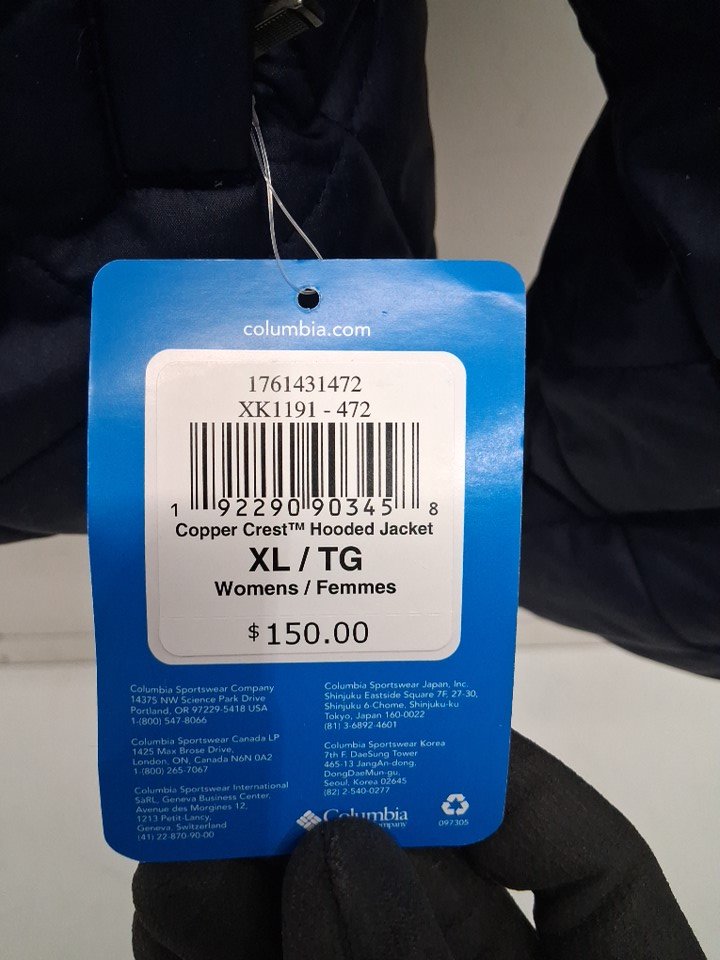 columbia.com
1761431472
XK1191 - 472
1 92290 90345 8
Copper Crest™ Hooded Jacket
XL / TG
Womens / Femmes
$ 150.00
Columbia Sportswear Company
14375 NW Science Park Drive
Portland, OR 97229-5418 USA
1-(800) 547-8066
Columbia Sportswear Canada LP
1425 Max Brose Drive,
London, ON, Canada N6N 0A2
1-(800) 265-7067
Columbia Sportswear International
SàRL, Geneva Business Center,
Avenue des Morgines 12,
1213 Petit-Lancy,
Geneva, Switzerland
(41) 22-870-90-00
Columbia Sportswear Japan, Inc.
Shinjuku Eastside Square 7F, 27-30,
Shinjuku 6-Chome, Shinjuku-ku
Tokyo, Japan 160-0022
(81) 3-6892-4601
Columbia Sportswear Korea
7th F. DaeSung Tower
465-13 JangAn-dong,
DongDaeMun-gu,
Seoul, Korea 02645
(82) 2-540-0277
Columbia
097305